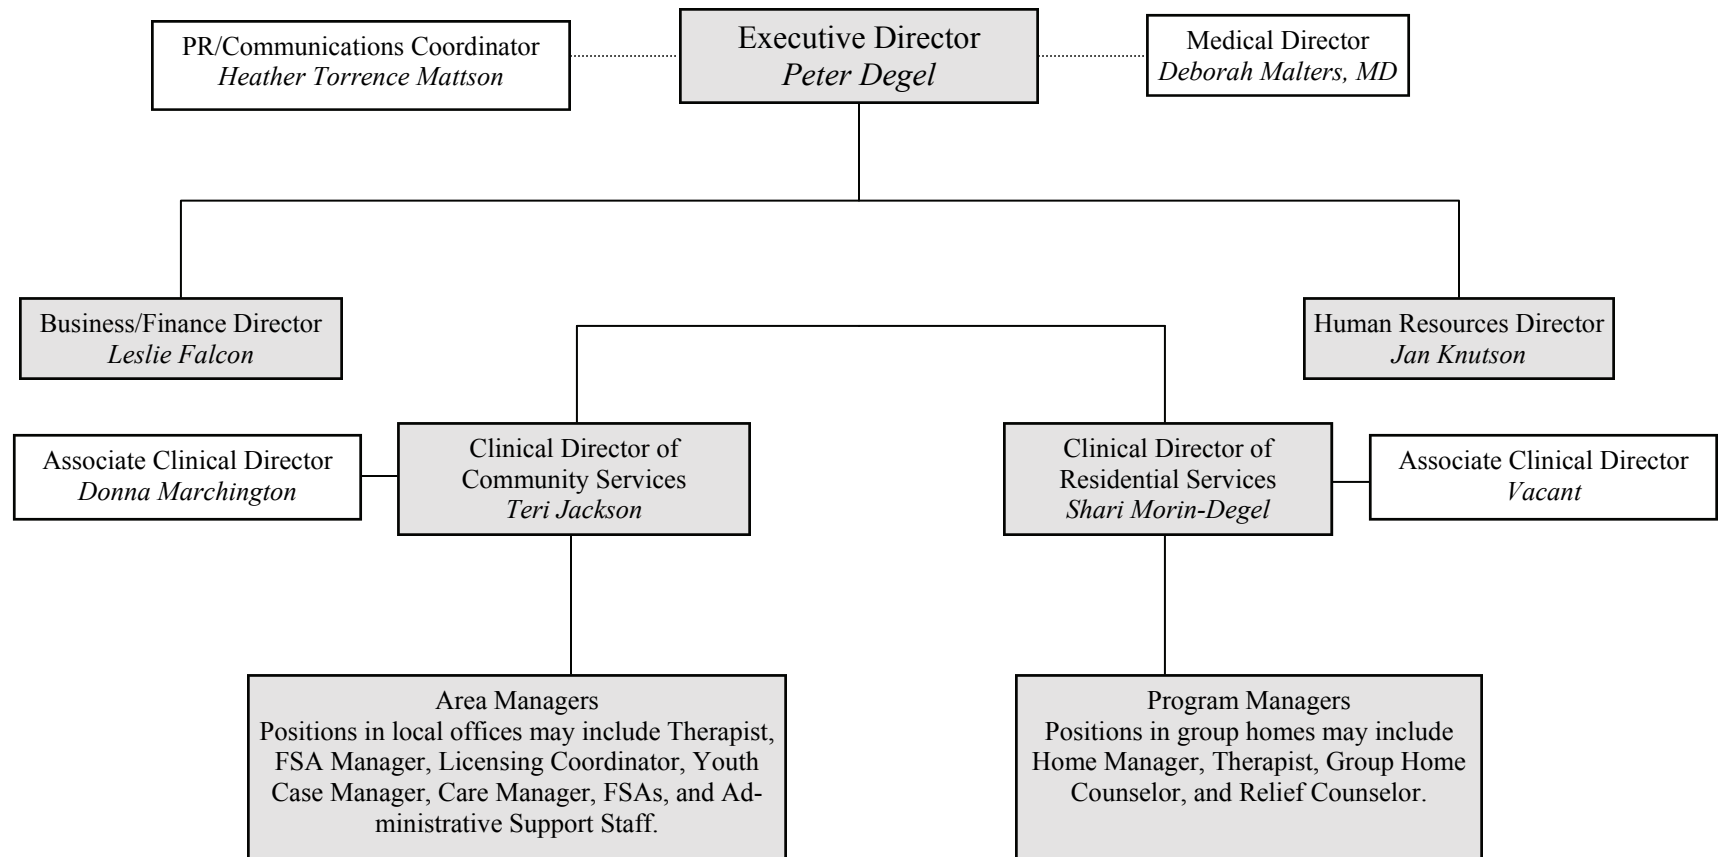 PR/Communications Coordinator
Heather Torrence Mattson
Executive Director
Peter Degel
Medical Director
Deborah Malters, MD
Business/Finance Director
Leslie Falcon
Human Resources Director
Jan Knutson
Associate Clinical Director
Donna Marchington
Clinical Director of
Community Services
Teri Jackson
Clinical Director of
Residential Services
Shari Morin-Degel
Associate Clinical Director
Vacant
Area Managers
Positions in local offices may include Therapist,
FSA Manager, Licensing Coordinator, Youth
Case Manager, Care Manager, FSAs, and Ad-
ministrative Support Staff.
Program Managers
Positions in group homes may include
Home Manager, Therapist, Group Home
Counselor, and Relief Counselor.